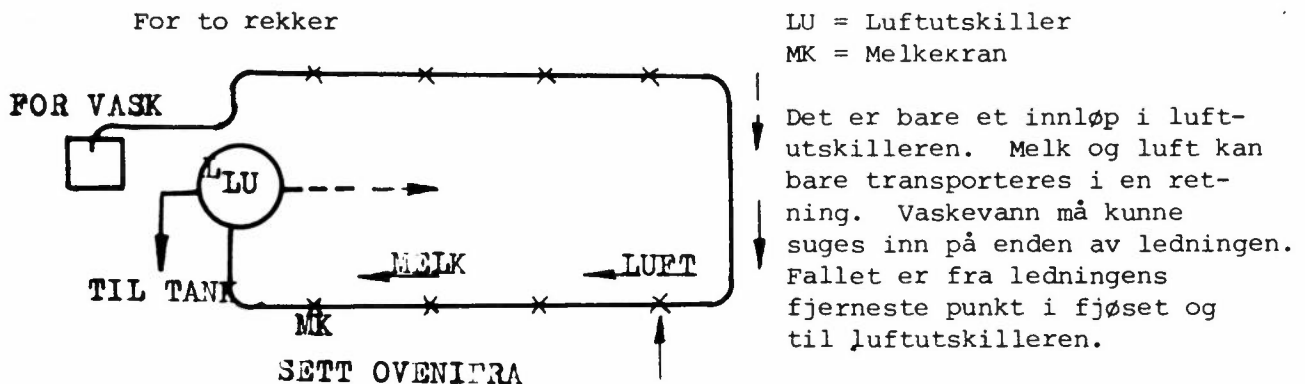 For to rekker
LU = Luftutskiller
MK = Melkekran
FOR VASK
LU
MELK
LUFT
TIL TANK
MK
SETT OVENIFRA
Det er bare et innløp i luft-
utskilleren. Melk og luft kan
bare transporteres i en ret-
ning. Vaskevann må kunne
suges inn på enden av ledningen.
Fallet er fra ledningens
fjerneste punkt i fjøset og
til luftutskilleren.